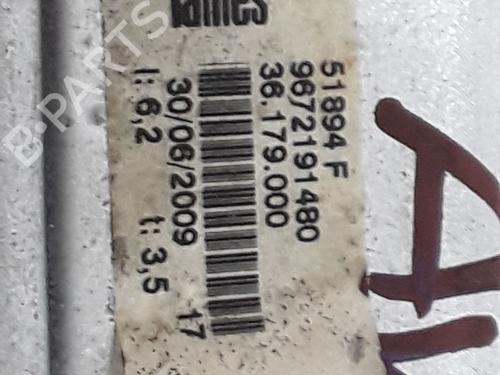 51894 F
9672191480
36.179.000
30/06/2009 17
I: 6,2 t: 3,5
B-PARTS